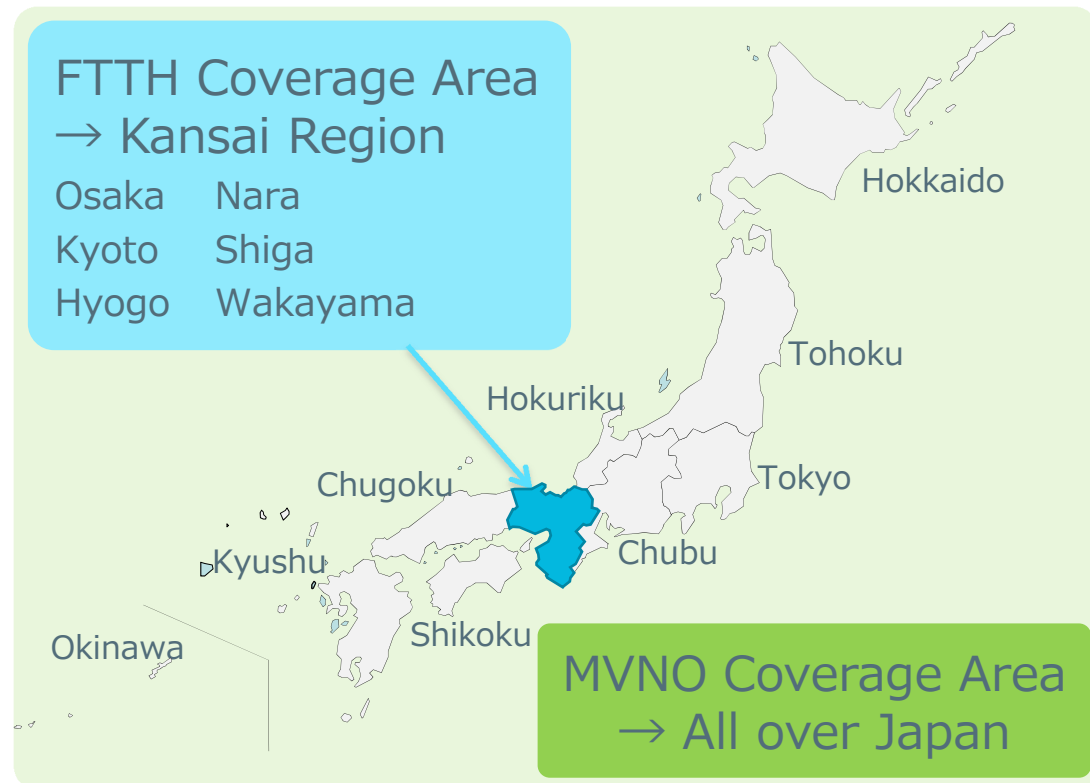 FTTH Coverage Area
→ Kansai Region
Osaka Nara
Kyoto Shiga
Hyogo Wakayama
Hokkaido
Tohoku
Hokuriku
Tokyo
Chugoku
Chubu
Kyushu
Shikoku
Okinawa
MVNO Coverage Area
→ All over Japan